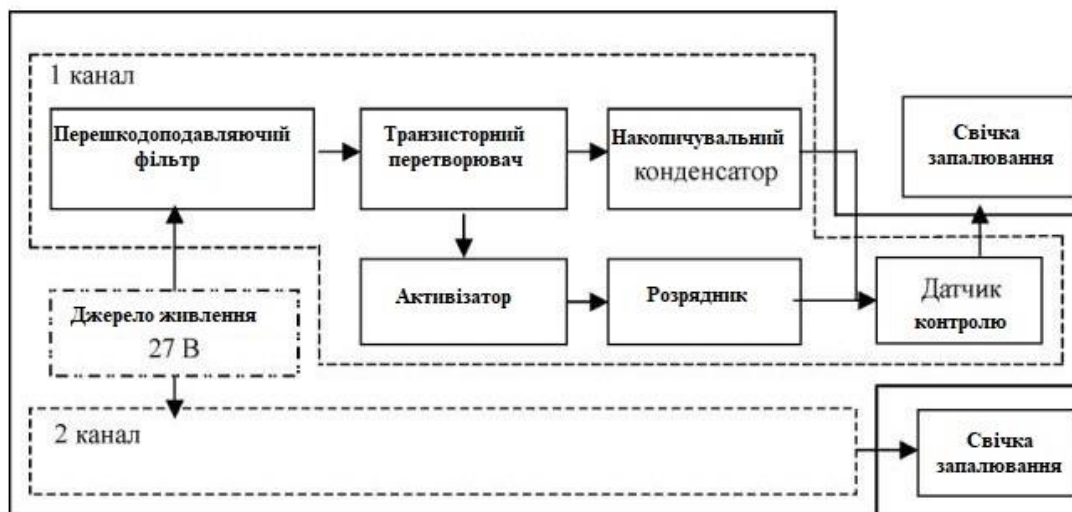 1 канал
Перешкодоподавляючий
фільтр
Транзисторний
перетворювач
Накопичувальний
конденсатор
Свічка
запалювання
Активізатор
Розрядник
Датчик
контролю
Джерело живлення
27 В
2 канал
Свічка
запалювання